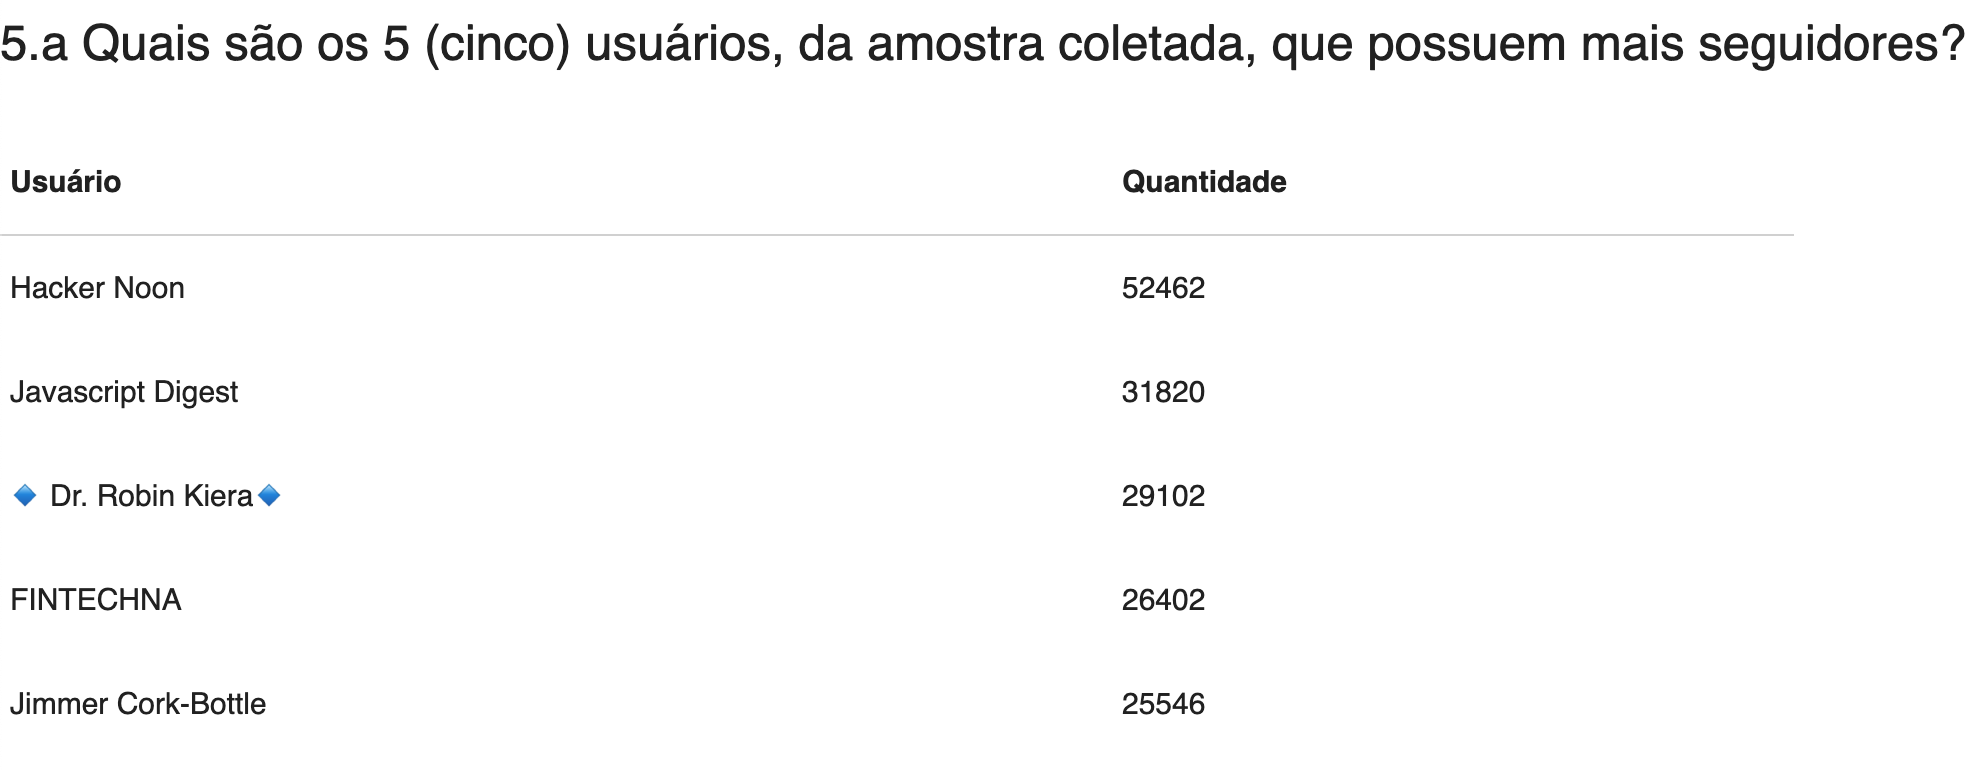 5.a Quais são os 5 (cinco) usuários, da amostra coletada, que possuem mais seguidores?
Usuário Quantidade
Hacker Noon 52462
Javascript Digest 31820
🔹 Dr. Robin Kiera🔹 29102
FINTECHNA 26402
Jimmer Cork-Bottle 25546